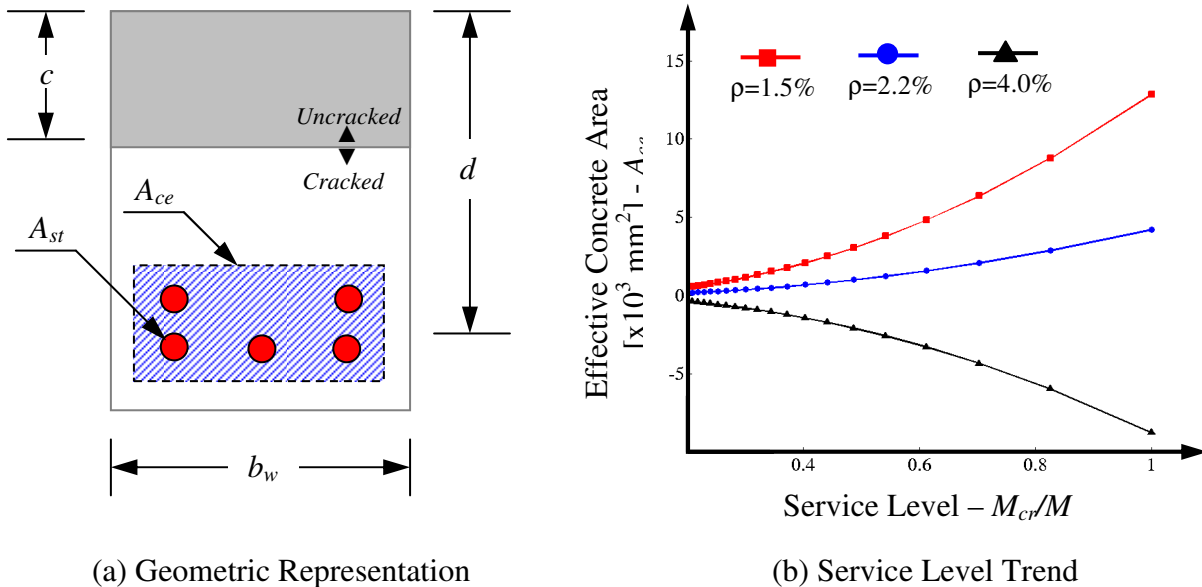 c
Uncracked
Cracked
d
A_ce
A_st
b_w
(a) Geometric Representation
Effective Concrete Area
[x10³ mm²] - A_ce
15
10
5
0
-5
ρ=1.5%
ρ=2.2%
ρ=4.0%
0.4
0.6
0.8
1
Service Level – M_cr/M
(b) Service Level Trend